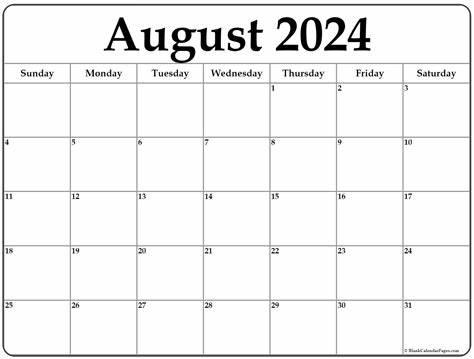 August 2024
Sunday Monday Tuesday Wednesday Thursday Friday Saturday
1 2 3
4 5 6 7 8 9 10
11 12 13 14 15 16 17
18 19 20 21 22 23 24
25 26 27 28 29 30 31
© BlankCalendarPages.com